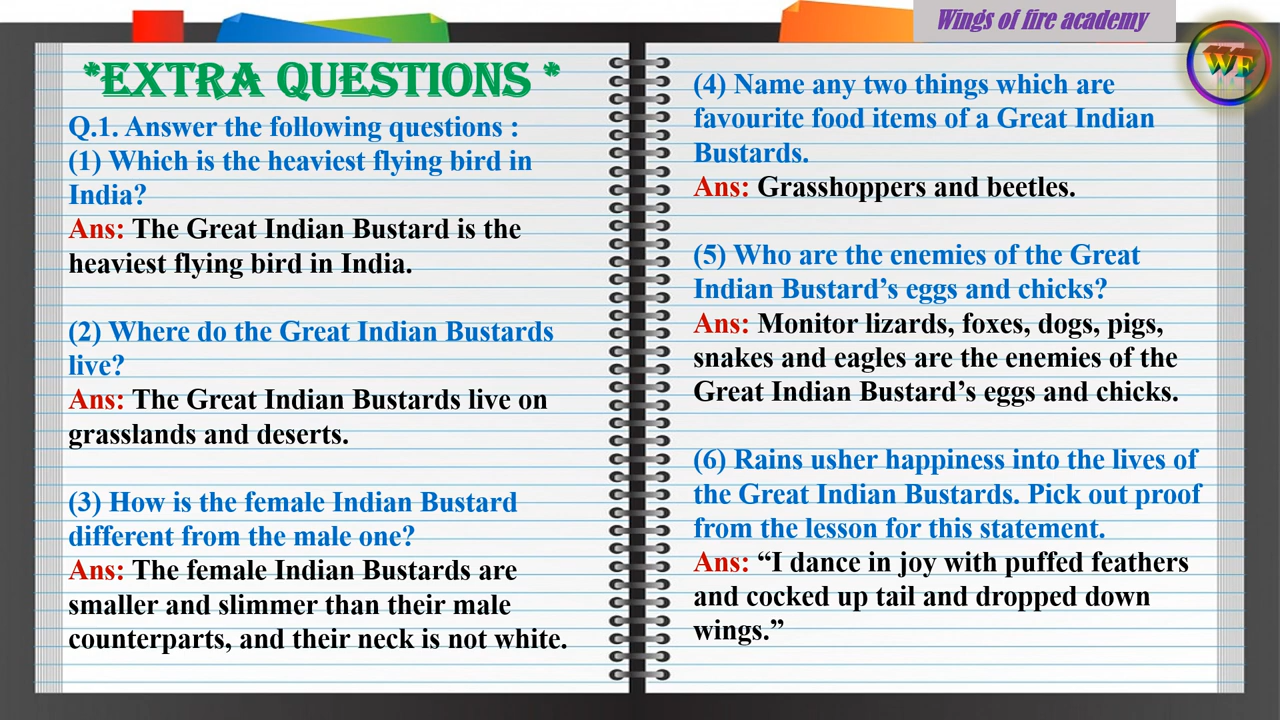 Wings of fire academy
WF
*EXTRA QUESTIONS *
Q.1. Answer the following questions :
(1) Which is the heaviest flying bird in
India?
Ans: The Great Indian Bustard is the
heaviest flying bird in India.
(2) Where do the Great Indian Bustards
live?
Ans: The Great Indian Bustards live on
grasslands and deserts.
(3) How is the female Indian Bustard
different from the male one?
Ans: The female Indian Bustards are
smaller and slimmer than their male
counterparts, and their neck is not white.
(4) Name any two things which are
favourite food items of a Great Indian
Bustards.
Ans: Grasshoppers and beetles.
(5) Who are the enemies of the Great
Indian Bustard’s eggs and chicks?
Ans: Monitor lizards, foxes, dogs, pigs,
snakes and eagles are the enemies of the
Great Indian Bustard’s eggs and chicks.
(6) Rains usher happiness into the lives of
the Great Indian Bustards. Pick out proof
from the lesson for this statement.
Ans: “I dance in joy with puffed feathers
and cocked up tail and dropped down
wings.”